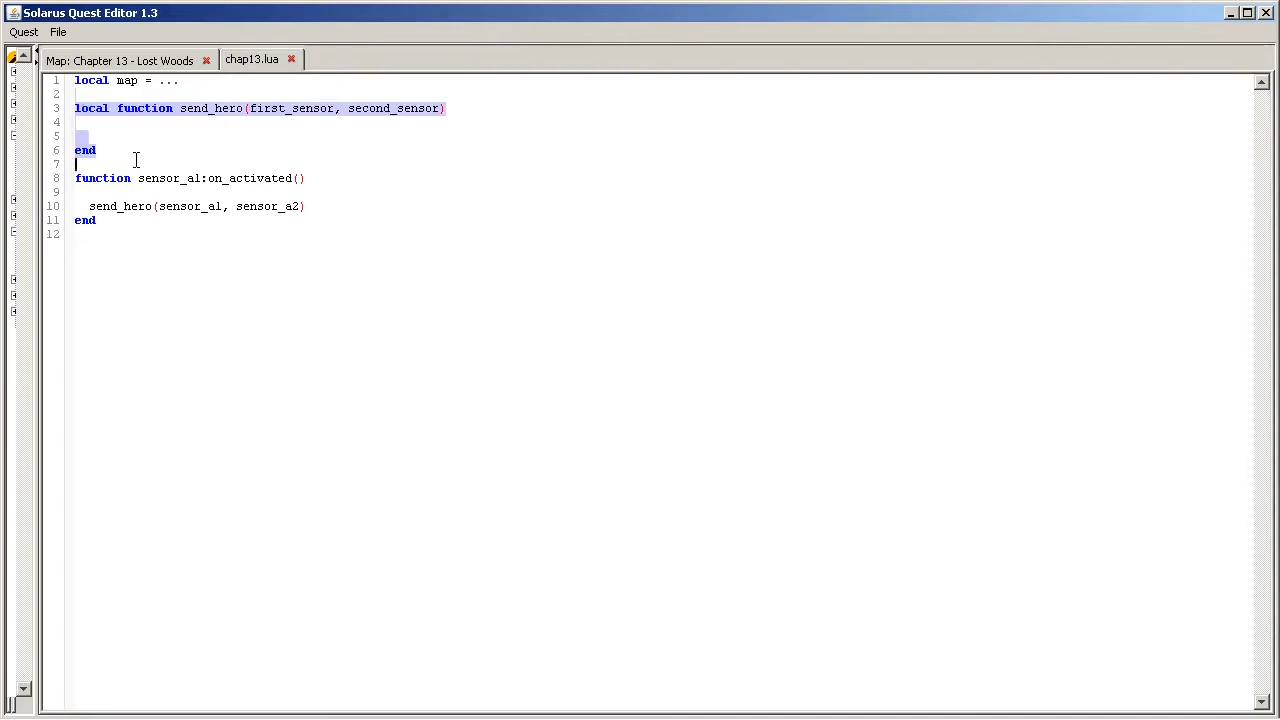 Solarus Quest Editor 1.3
Quest File
Map: Chapter 13 - Lost Woods chap13.lua
1 local map = ...
2
3 local function send_hero(first_sensor, second_sensor)
4
5
6 end
7
8 function sensor_a1:on_activated()
9
10 send_hero(sensor_a1, sensor_a2)
11 end
12